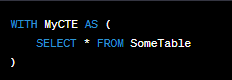 WITH MyCTE AS (
    SELECT * FROM SomeTable
)